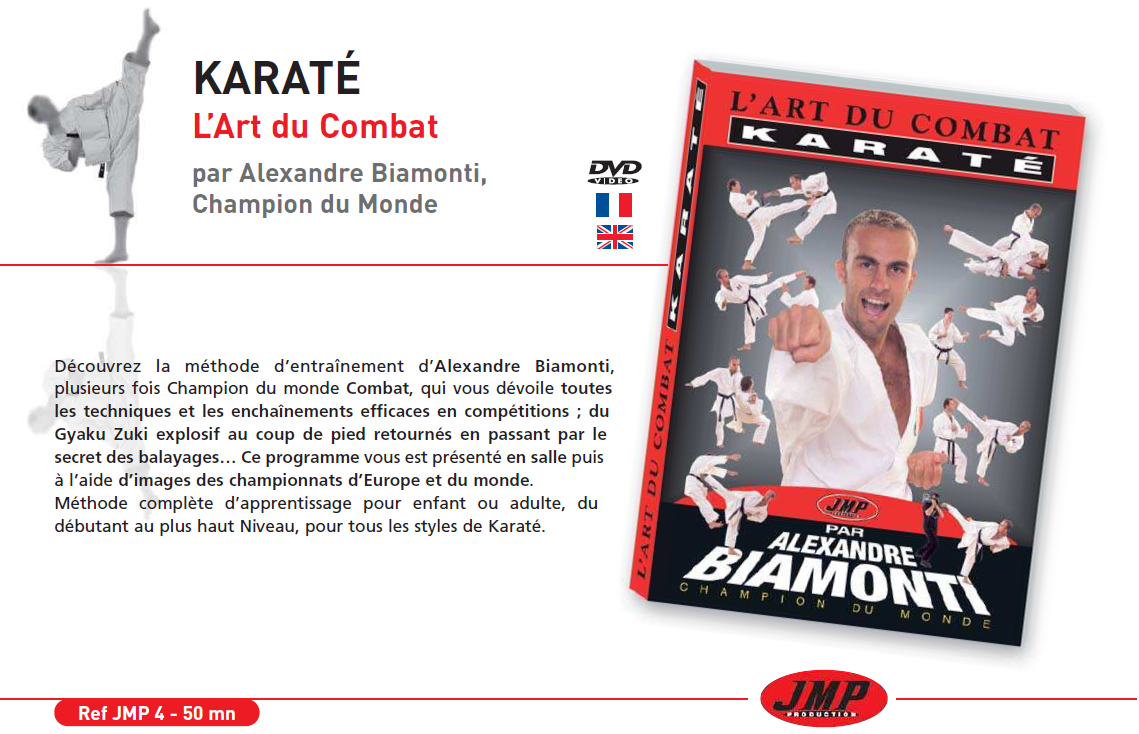 KARATÉ
L'Art du Combat
par Alexandre Biamonti,
Champion du Monde
DVD
VIDEO
Découvrez la méthode d'entraînement d'Alexandre Biamonti,
plusieurs fois Champion du monde Combat, qui vous dévoile toutes
les techniques et les enchaînements efficaces en compétitions ; du
Gyaku Zuki explosif au coup de pied retournés en passant par le
secret des balayages… Ce programme vous est présenté en salle puis
à l'aide d'images des championnats d'Europe et du monde.
Méthode complète d'apprentissage pour enfant ou adulte, du
débutant au plus haut Niveau, pour tous les styles de Karaté.
L'ART DU COMBAT
KARATÉ
L'ART DU COMBAT KARATÉ
JMP
PAR
ALEXANDRE
BIAMONTI
CHAMPION DU MONDE
Ref JMP 4 - 50 mn
JMP
PRODUCTION